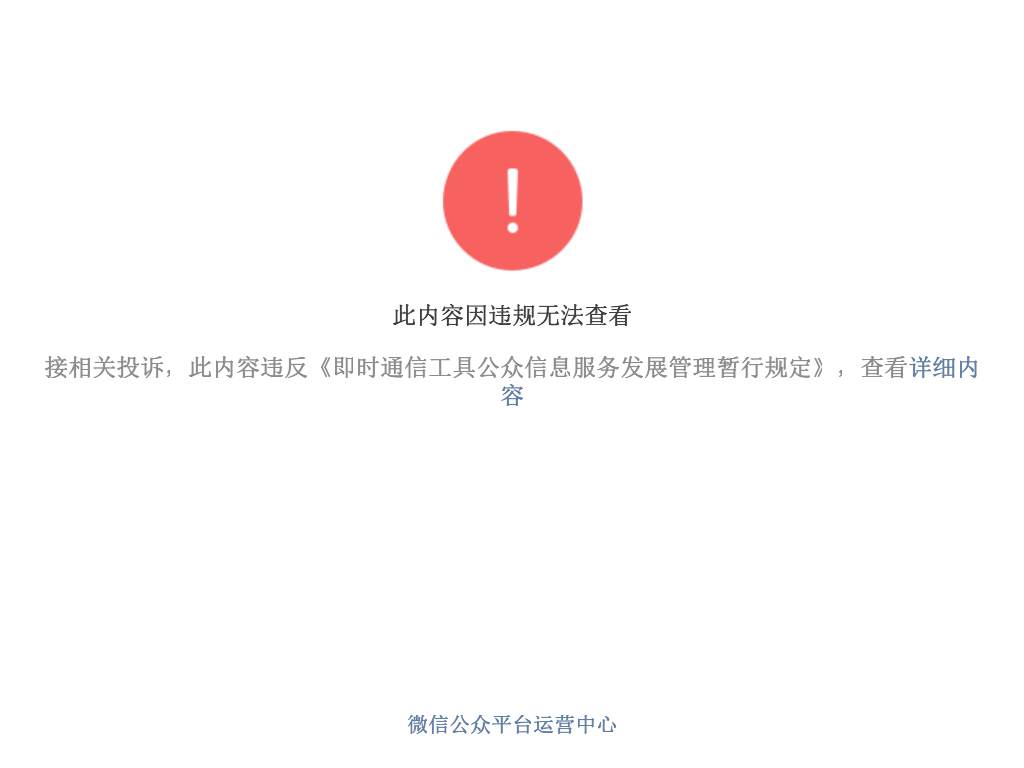 此内容因违规无法查看
接相关投诉，此内容违反《即时通信工具公众信息服务发展管理暂行规定》，查看详细内
容
微信公众平台运营中心